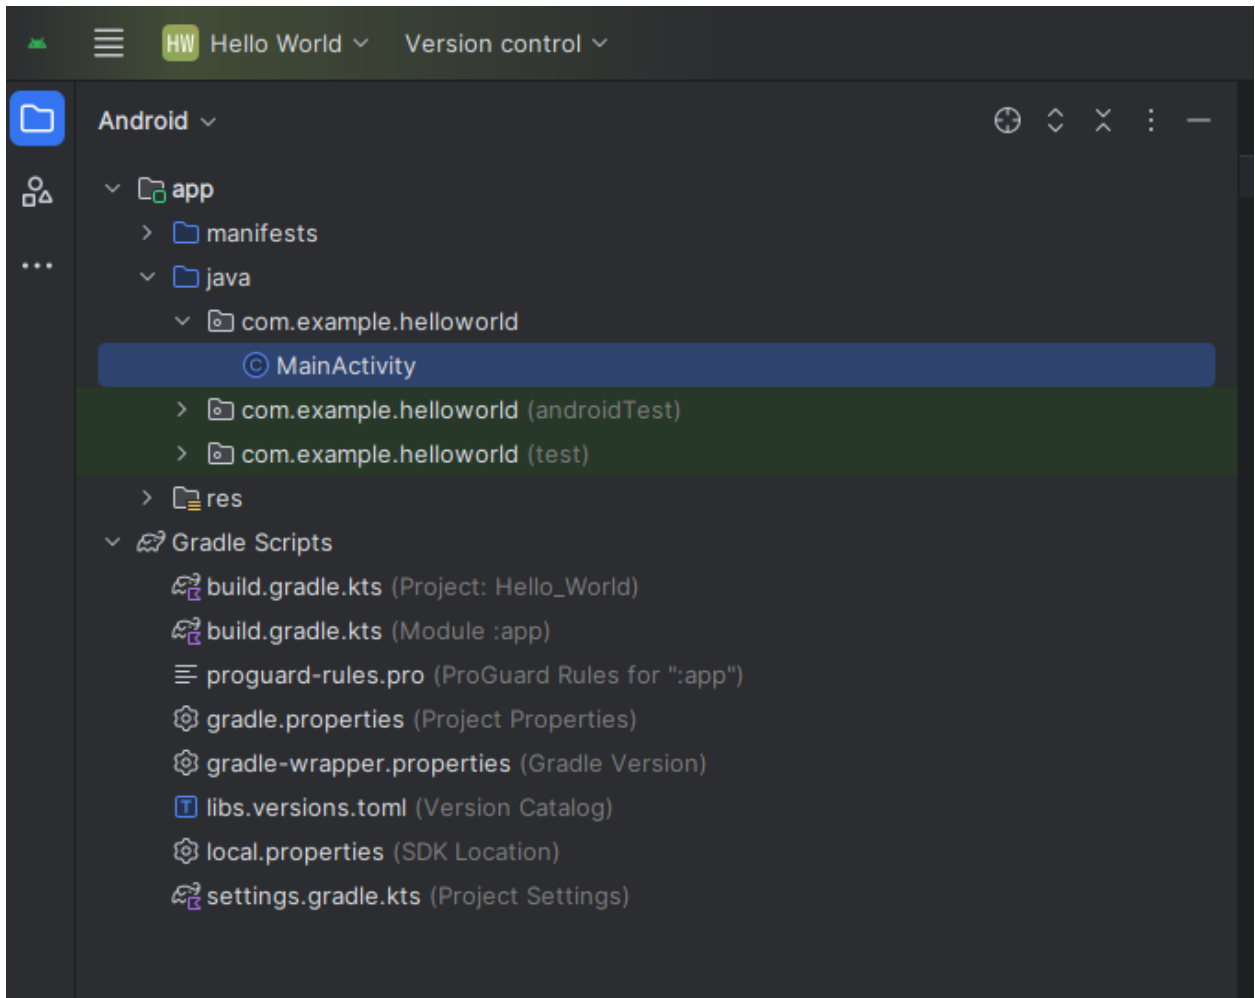 HW Hello World Version control
Android
app
manifests
java
com.example.helloworld
C MainActivity
com.example.helloworld (androidTest)
com.example.helloworld (test)
res
Gradle Scripts
build.gradle.kts (Project: Hello_World)
build.gradle.kts (Module :app)
proguard-rules.pro (ProGuard Rules for ":app")
gradle.properties (Project Properties)
gradle-wrapper.properties (Gradle Version)
T libs.versions.toml (Version Catalog)
local.properties (SDK Location)
settings.gradle.kts (Project Settings)